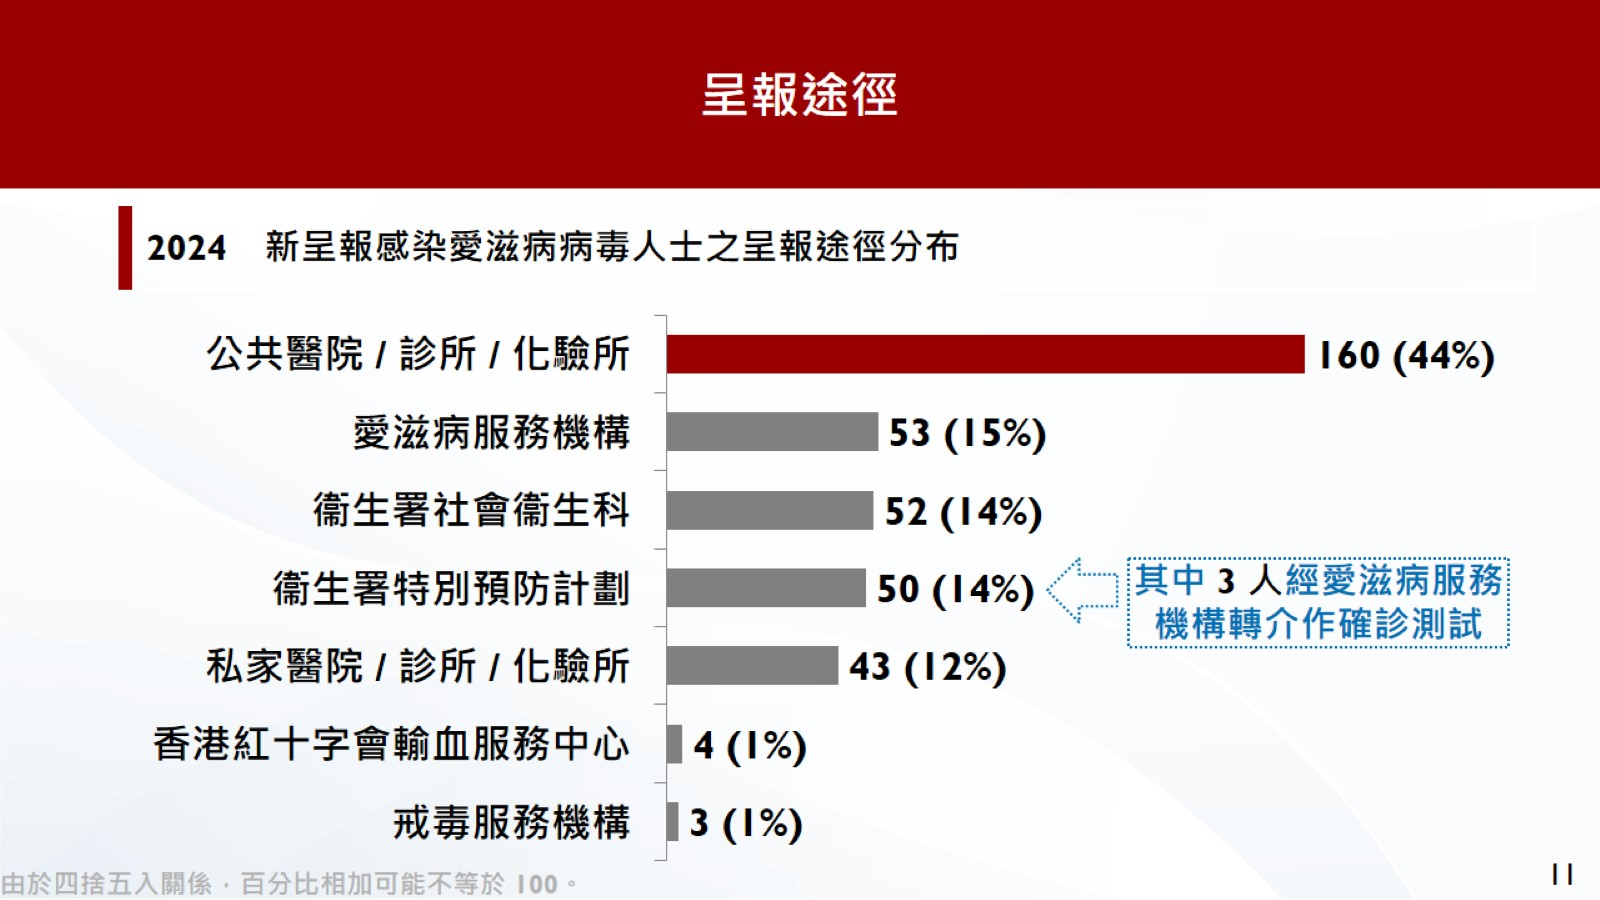 呈報途徑
2024 新呈報感染愛滋病病毒人士之呈報途徑分布
公共醫院 / 診所 / 化驗所 160 (44%)
愛滋病服務機構 53 (15%)
衞生署社會衞生科 52 (14%)
衞生署特別預防計劃 50 (14%)
其中 3 人經愛滋病服務
機構轉介作確診測試
私家醫院 / 診所 / 化驗所 43 (12%)
香港紅十字會輸血服務中心 4 (1%)
戒毒服務機構 3 (1%)
由於四捨五入關係，百分比相加可能不等於 100。
11